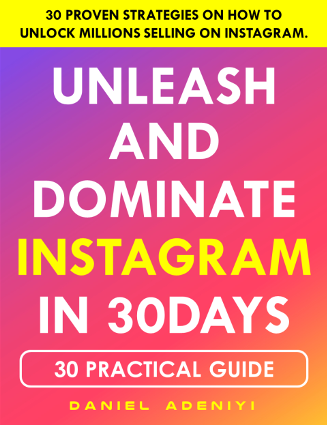 30 PROVEN STRATEGIES ON HOW TO
UNLOCK MILLIONS SELLING ON INSTAGRAM.
UNLEASH
AND
DOMINATE
INSTAGRAM
IN 30DAYS
30 PRACTICAL GUIDE
DANIEL ADENIYI